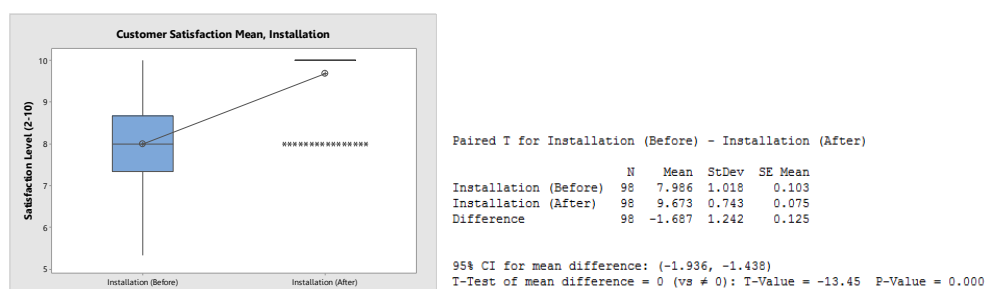 Customer Satisfaction Mean, Installation
Satisfaction Level (2-10)
10
9
8
7
6
5
Installation (Before) Installation (After)
Paired T for Installation (Before) - Installation (After)
N Mean StDev SE Mean
Installation (Before) 98 7.986 1.018 0.103
Installation (After) 98 9.673 0.743 0.075
Difference 98 -1.687 1.242 0.125
95% CI for mean difference: (-1.936, -1.438)
T-Test of mean difference = 0 (vs ≠ 0): T-Value = -13.45 P-Value = 0.000